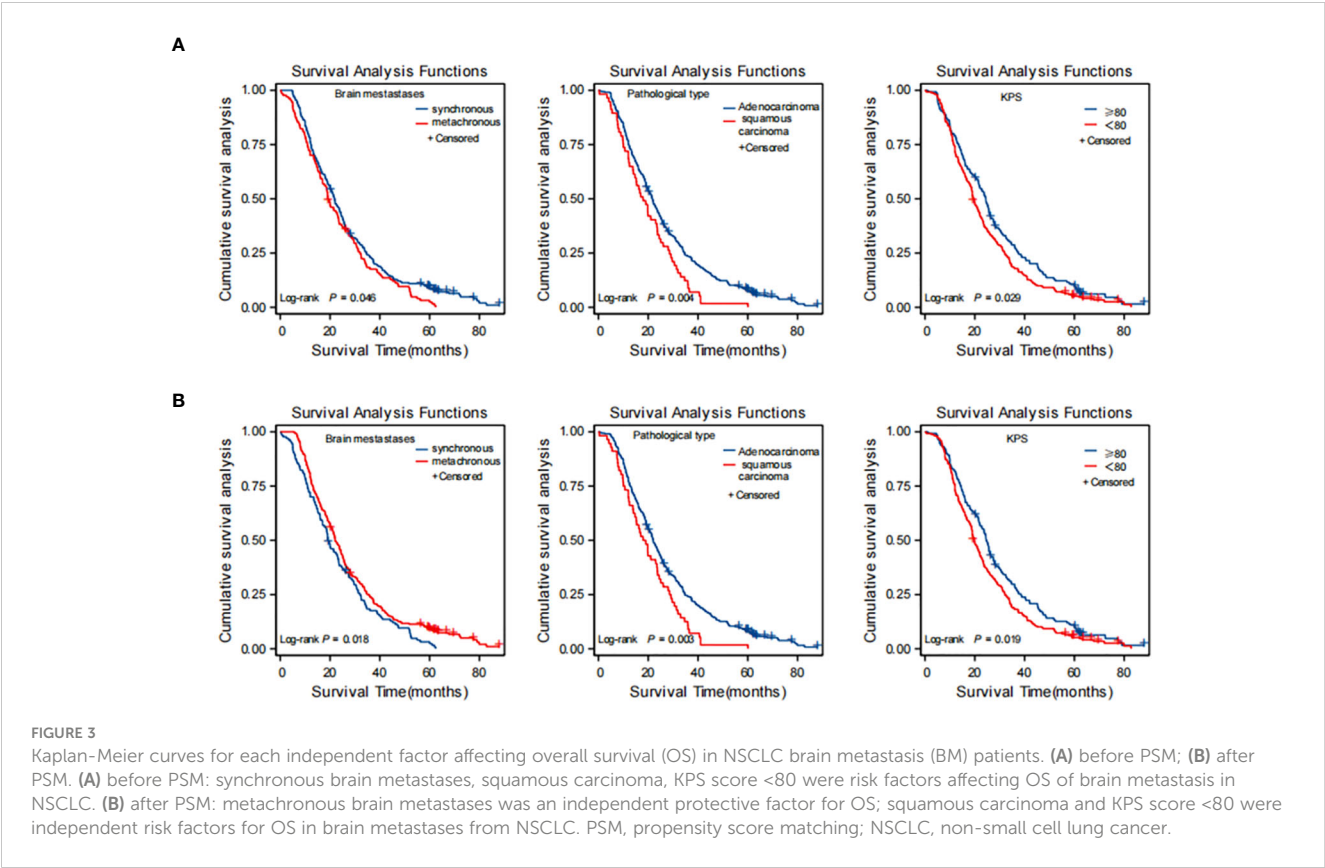 A
Survival Analysis Functions
Cumulative survival analysis
1.00
0.75
0.50
0.25
0.00
Brain mestastases
synchronous
metachronous
+ Censored
Log-rank P = 0.046
0 20 40 60 80
Survival Time(months)
Survival Analysis Functions
Cumulative survival analysis
1.00
0.75
0.50
0.25
0.00
Pathological type
Adenocarcinoma
squamous
carcinoma
+Censored
Log-rank P = 0.004
0 20 40 60 80
Survival Time(months)
Survival Analysis Functions
Cumulative survival analysis
1.00
0.75
0.50
0.25
0.00
KPS
⩾80
<80
+ Censored
Log-rank P = 0.029
0 20 40 60 80
Survival Time(months)
B
Survival Analysis Functions
Cumulative survival analysis
1.00
0.75
0.50
0.25
0.00
Brain mestastases
synchronous
metachronous
+ Censored
Log-rank P = 0.018
0 20 40 60 80
Survival Time(months)
Survival Analysis Functions
Cumulative survival analysis
1.00
0.75
0.50
0.25
0.00
Pathological type
Adenocarcinoma
squamous
carcinoma
+ Censored
Log-rank P = 0.003
0 20 40 60 80
Survival Time(months)
Survival Analysis Functions
Cumulative survival analysis
1.00
0.75
0.50
0.25
0.00
KPS
⩾80
<80
+ Censored
Log-rank P = 0.019
0 20 40 60 80
Survival Time(months)
FIGURE 3
Kaplan-Meier curves for each independent factor affecting overall survival (OS) in NSCLC brain metastasis (BM) patients. (A) before PSM; (B) after
PSM. (A) before PSM: synchronous brain metastases, squamous carcinoma, KPS score <80 were risk factors affecting OS of brain metastasis in
NSCLC. (B) after PSM: metachronous brain metastases was an independent protective factor for OS; squamous carcinoma and KPS score <80 were
independent risk factors for OS in brain metastases from NSCLC. PSM, propensity score matching; NSCLC, non-small cell lung cancer.